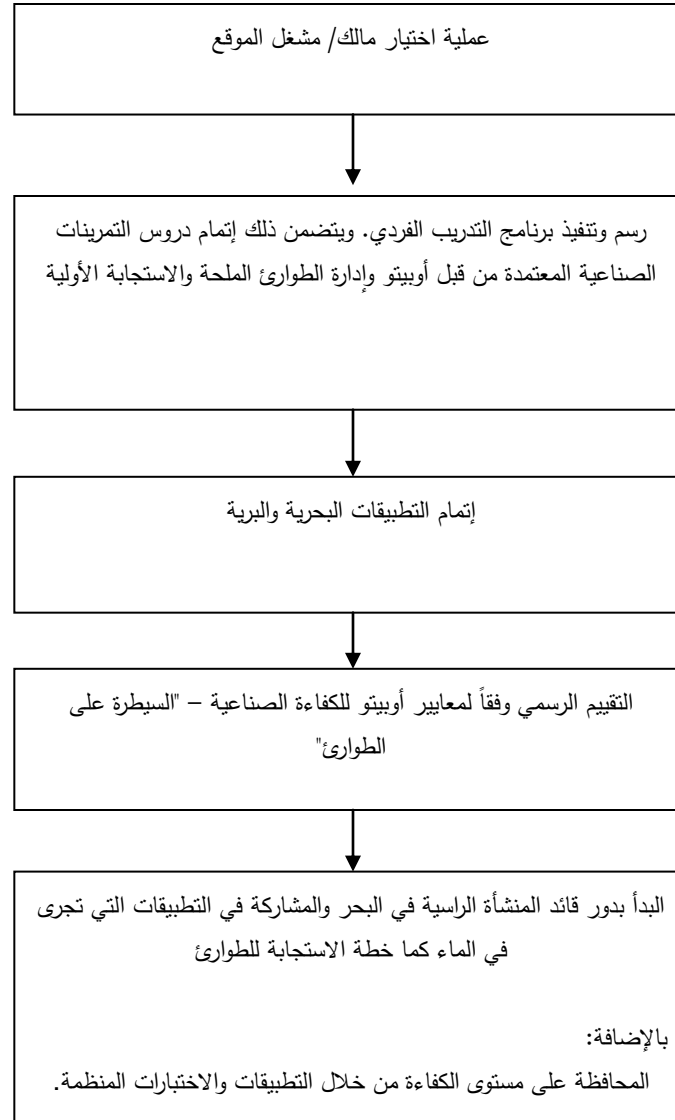 عملية اختيار مالك/ مشغل الموقع
رسم وتنفيذ برنامج التدريب الفردي. ويتضمن ذلك إتمام دروس التمرينات
الصناعية المعتمدة من قبل أوبيتو وإدارة الطوارئ الملحة والاستجابة الأولية
إتمام التطبيقات البحرية والبرية
التقييم الرسمي وفقاً لمعايير أوبيتو للكفاءة الصناعية – "السيطرة على
الطوارئ"
البدأ بدور قائد المنشأة الراسية في البحر والمشاركة في التطبيقات التي تجرى
في الماء كما خطة الاستجابة للطوارئ
بالإضافة:
المحافظة على مستوى الكفاءة من خلال التطبيقات والاختبارات المنظمة.